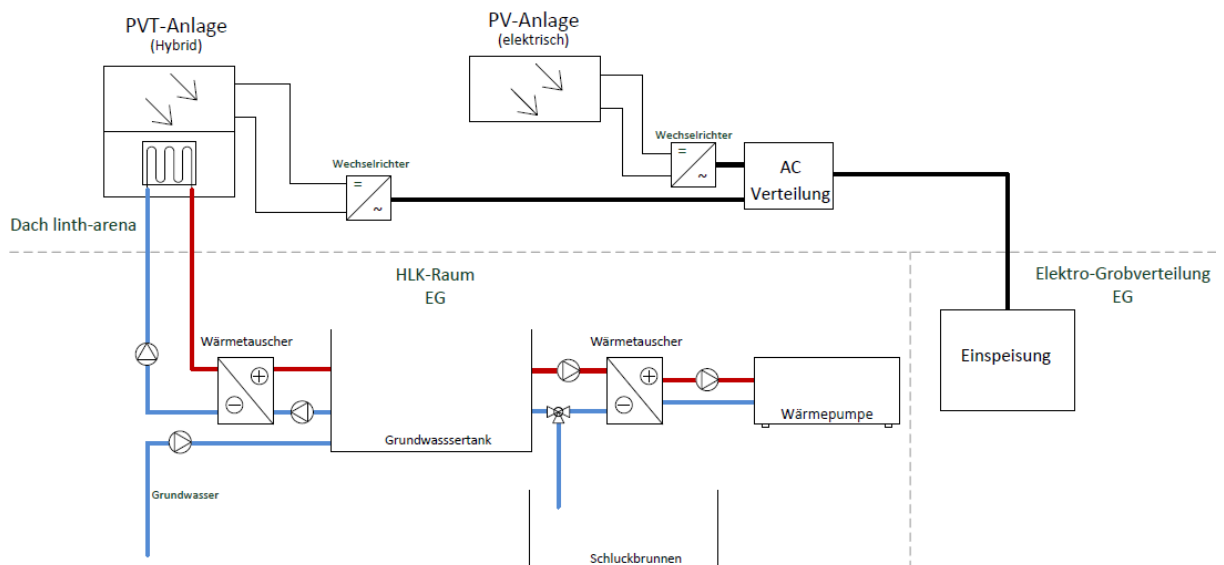 PVT-Anlage
(Hybrid)
PV-Anlage
(elektrisch)
Wechselrichter
=
~
Wechselrichter
=
~
AC
Verteilung
Dach linth-arena
HLK-Raum
EG
Elektro-Grobverteilung
EG
Wärmetauscher
+
−
Wärmetauscher
+
−
Einspeisung
Wärmepumpe
Grundwasssertank
Grundwasser
Schluckbrunnen